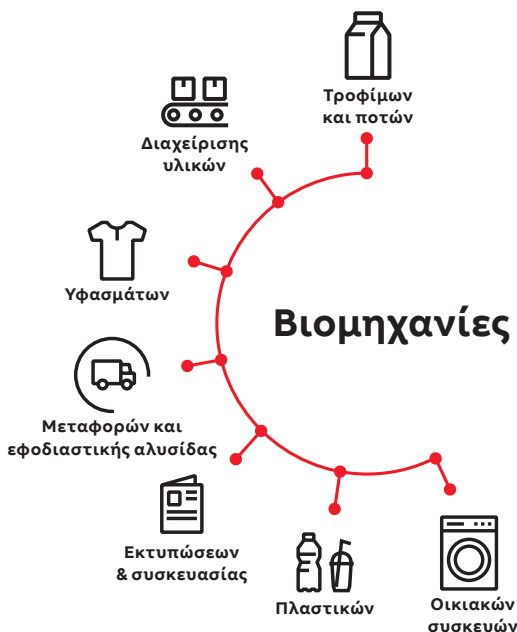 Τροφίμων
και ποτών
Διαχείρισης
υλικών
Υφασμάτων
Βιομηχανίες
Μεταφορών και
εφοδιαστικής αλυσίδας
Εκτυπώσεων
& συσκευασίας
Πλαστικών
Οικιακών
συσκευών